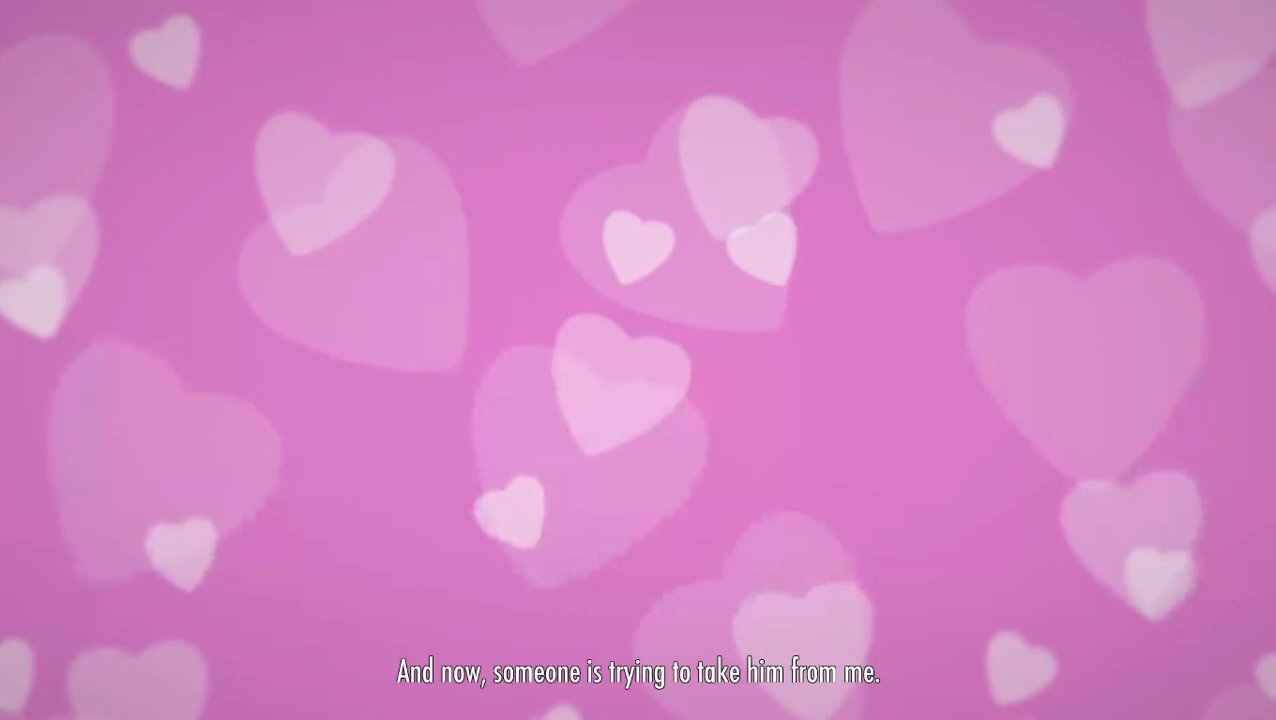 And now, someone is trying to take him from me.